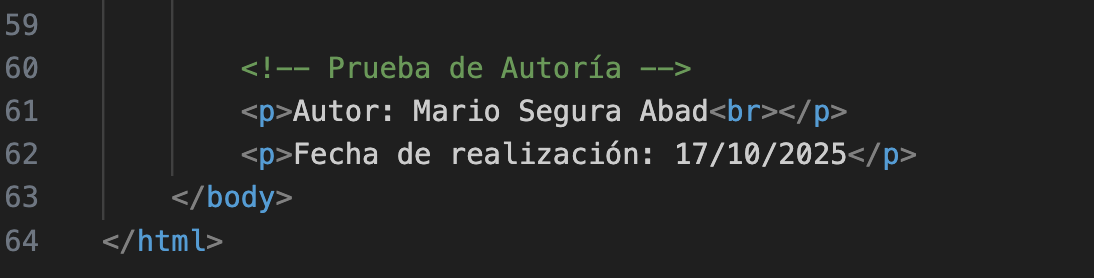 59
60 <!-- Prueba de Autoría -->
61 <p>Autor: Mario Segura Abad<br></p>
62 <p>Fecha de realización: 17/10/2025</p>
63 </body>
64 </html>